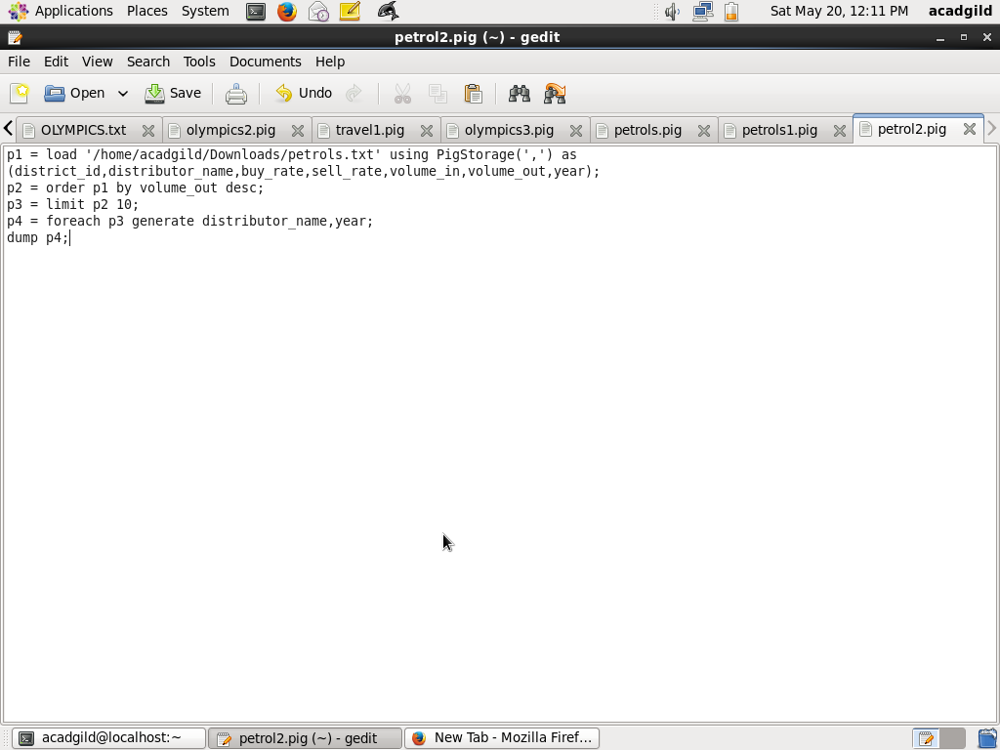 Applications Places System Sat May 20, 12:11 PM acadgild
petrol2.pig (~) - gedit
File Edit View Search Tools Documents Help
Open Save Undo
OLYMPICS.txt olympics2.pig travel1.pig olympics3.pig petrols.pig petrols1.pig petrol2.pig
p1 = load '/home/acadgild/Downloads/petrols.txt' using PigStorage(',') as
(district_id,distributor_name,buy_rate,sell_rate,volume_in,volume_out,year);
p2 = order p1 by volume_out desc;
p3 = limit p2 10;
p4 = foreach p3 generate distributor_name,year;
dump p4;
acadgild@localhost:~ petrol2.pig (~) - gedit New Tab - Mozilla Firef...